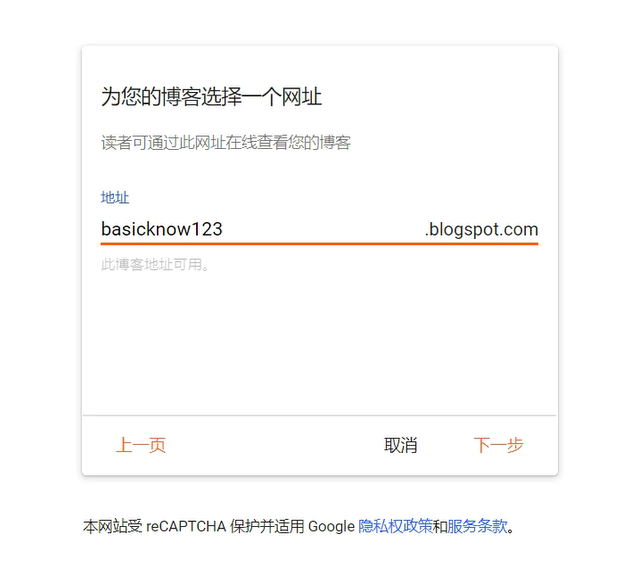 为您的博客选择一个网址
读者可通过此网址在线查看您的博客
地址
basicknow123 .blogspot.com
此博客地址可用。
上一页 取消 下一步
本网站受 reCAPTCHA 保护并适用 Google 隐私权政策和服务条款。